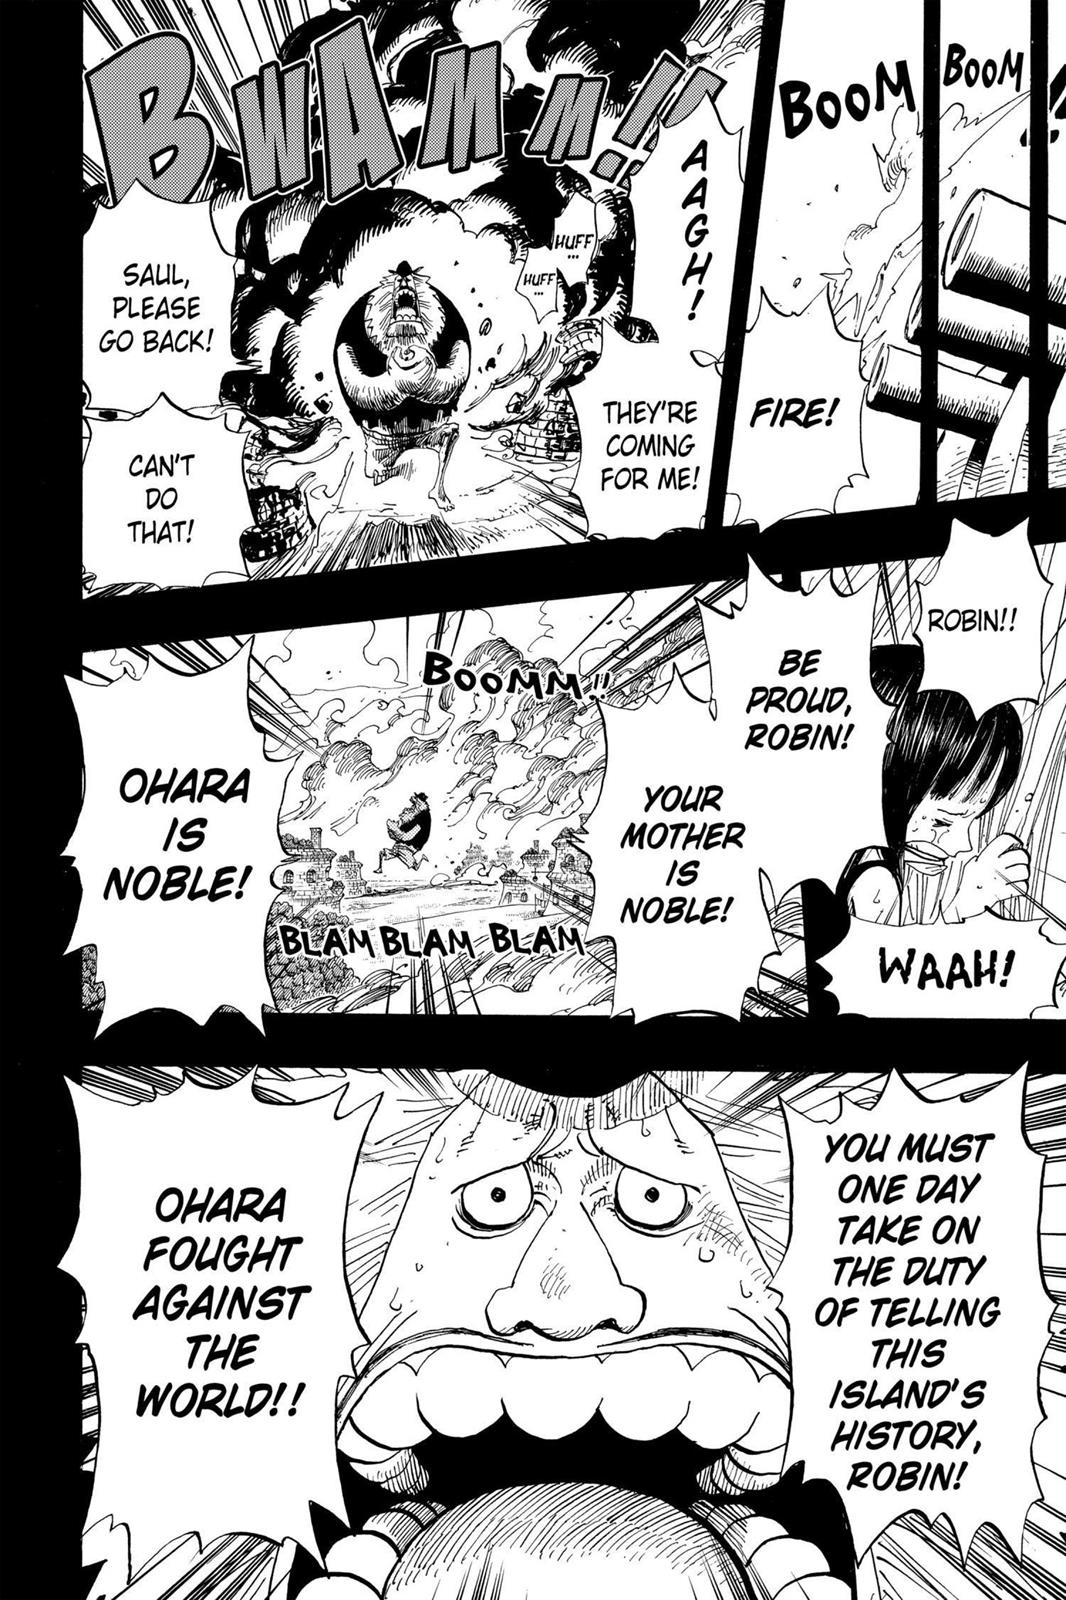 BOOM
BOOM
!!
FIRE!
AAGH!
HUFF
...
HUFF
...
THEY'RE
COMING
FOR ME!
BWAMM!!
SAUL,
PLEASE
GO BACK!
CAN'T
DO
THAT!
ROBIN!!
BE
PROUD,
ROBIN!
WAAH!
YOUR
MOTHER
IS
NOBLE!
BOOMM!!
BLAM BLAM BLAM
OHARA
IS
NOBLE!
YOU MUST
ONE DAY
TAKE ON
THE DUTY
OF TELLING
THIS
ISLAND'S
HISTORY,
ROBIN!
OHARA
FOUGHT
AGAINST
THE
WORLD!!